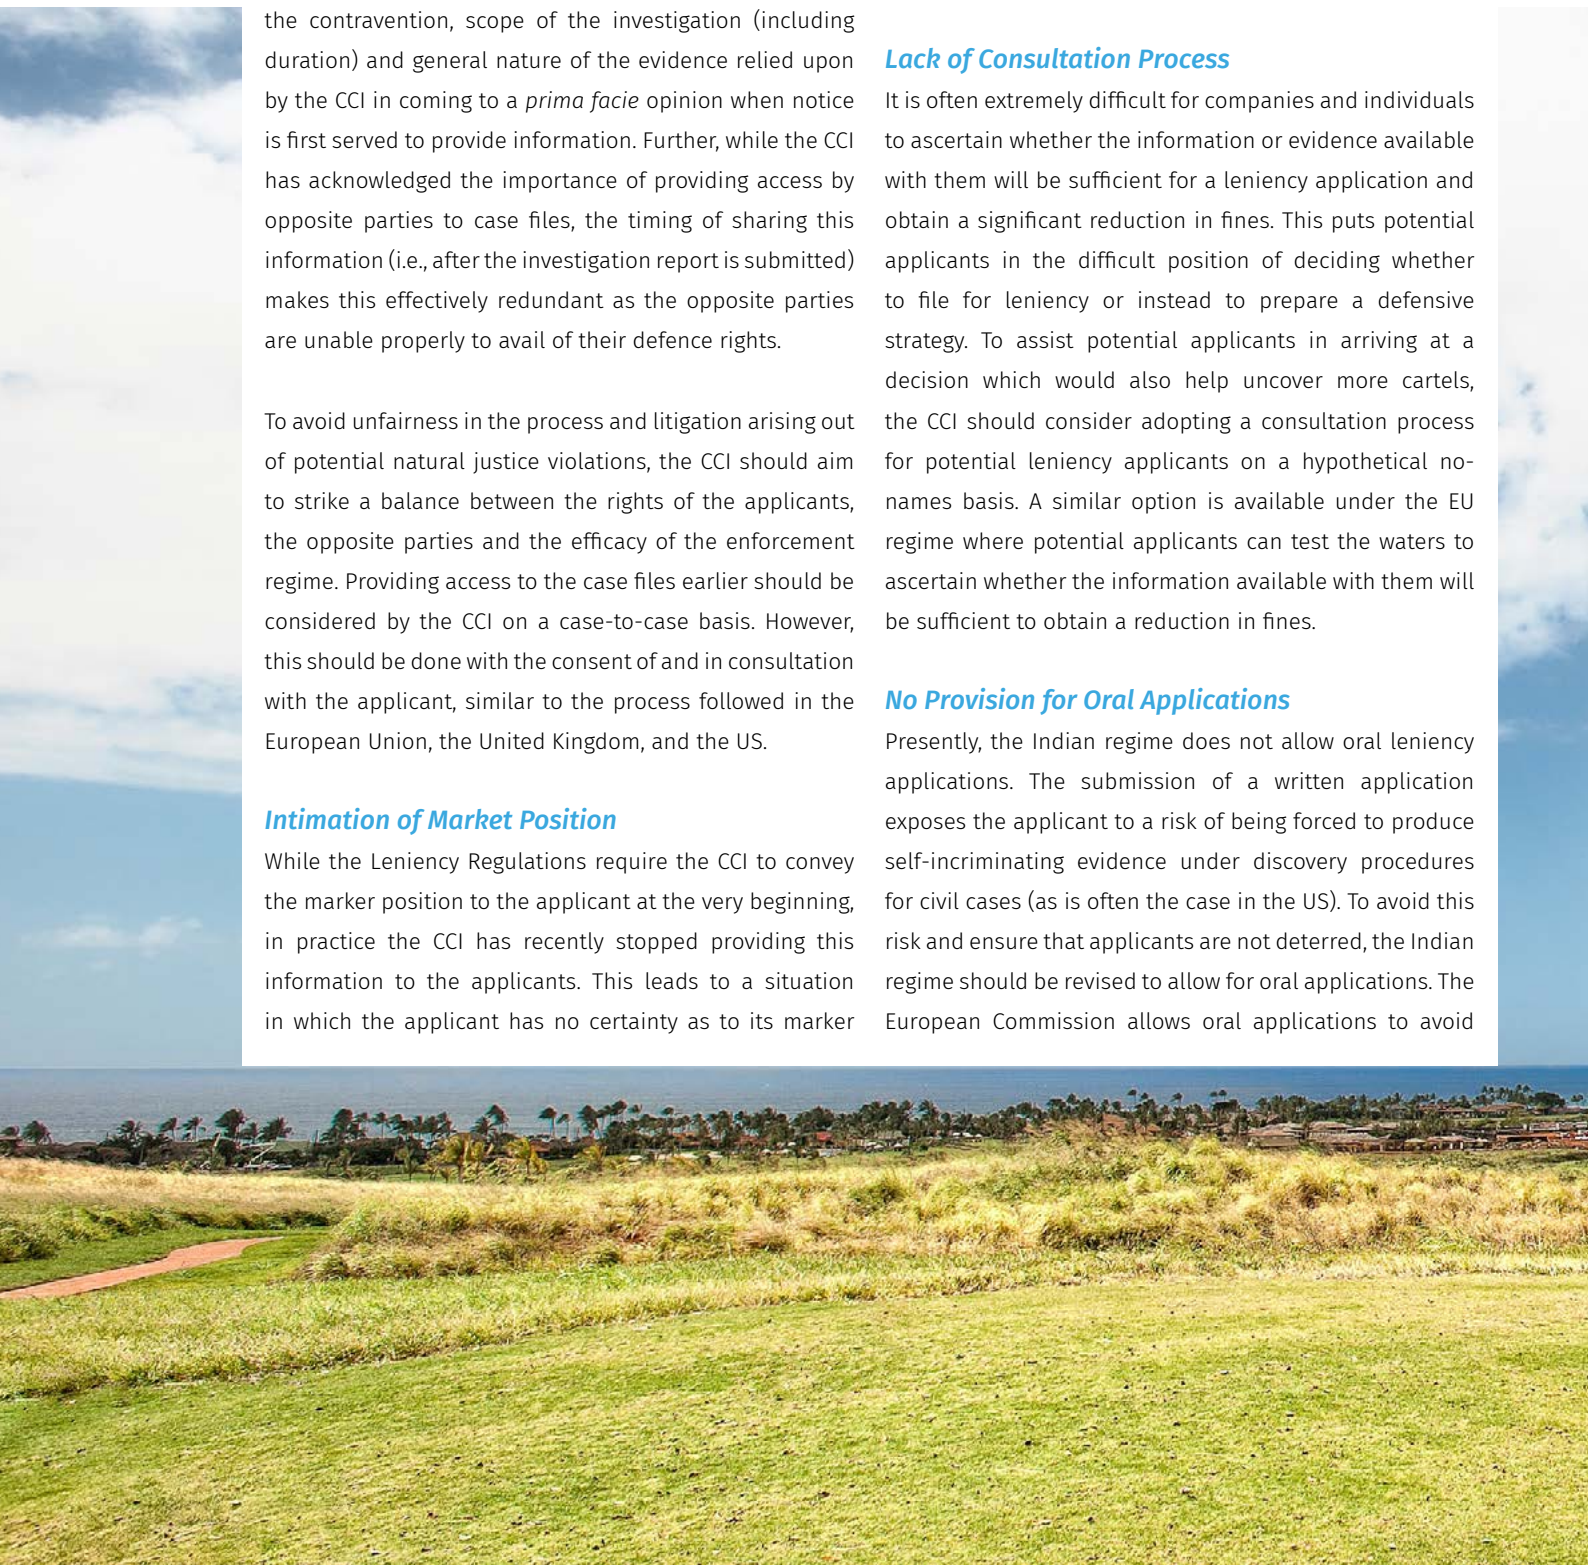 the contravention, scope of the investigation (including
duration) and general nature of the evidence relied upon
by the CCI in coming to a prima facie opinion when notice
is first served to provide information. Further, while the CCI
has acknowledged the importance of providing access by
opposite parties to case files, the timing of sharing this
information (i.e., after the investigation report is submitted)
makes this effectively redundant as the opposite parties
are unable properly to avail of their defence rights.
To avoid unfairness in the process and litigation arising out
of potential natural justice violations, the CCI should aim
to strike a balance between the rights of the applicants,
the opposite parties and the efficacy of the enforcement
regime. Providing access to the case files earlier should be
considered by the CCI on a case-to-case basis. However,
this should be done with the consent of and in consultation
with the applicant, similar to the process followed in the
European Union, the United Kingdom, and the US.
Intimation of Market Position
While the Leniency Regulations require the CCI to convey
the marker position to the applicant at the very beginning,
in practice the CCI has recently stopped providing this
information to the applicants. This leads to a situation
in which the applicant has no certainty as to its marker
Lack of Consultation Process
It is often extremely difficult for companies and individuals
to ascertain whether the information or evidence available
with them will be sufficient for a leniency application and
obtain a significant reduction in fines. This puts potential
applicants in the difficult position of deciding whether
to file for leniency or instead to prepare a defensive
strategy. To assist potential applicants in arriving at a
decision which would also help uncover more cartels,
the CCI should consider adopting a consultation process
for potential leniency applicants on a hypothetical no-
names basis. A similar option is available under the EU
regime where potential applicants can test the waters to
ascertain whether the information available with them will
be sufficient to obtain a reduction in fines.
No Provision for Oral Applications
Presently, the Indian regime does not allow oral leniency
applications. The submission of a written application
exposes the applicant to a risk of being forced to produce
self-incriminating evidence under discovery procedures
for civil cases (as is often the case in the US). To avoid this
risk and ensure that applicants are not deterred, the Indian
regime should be revised to allow for oral applications. The
European Commission allows oral applications to avoid